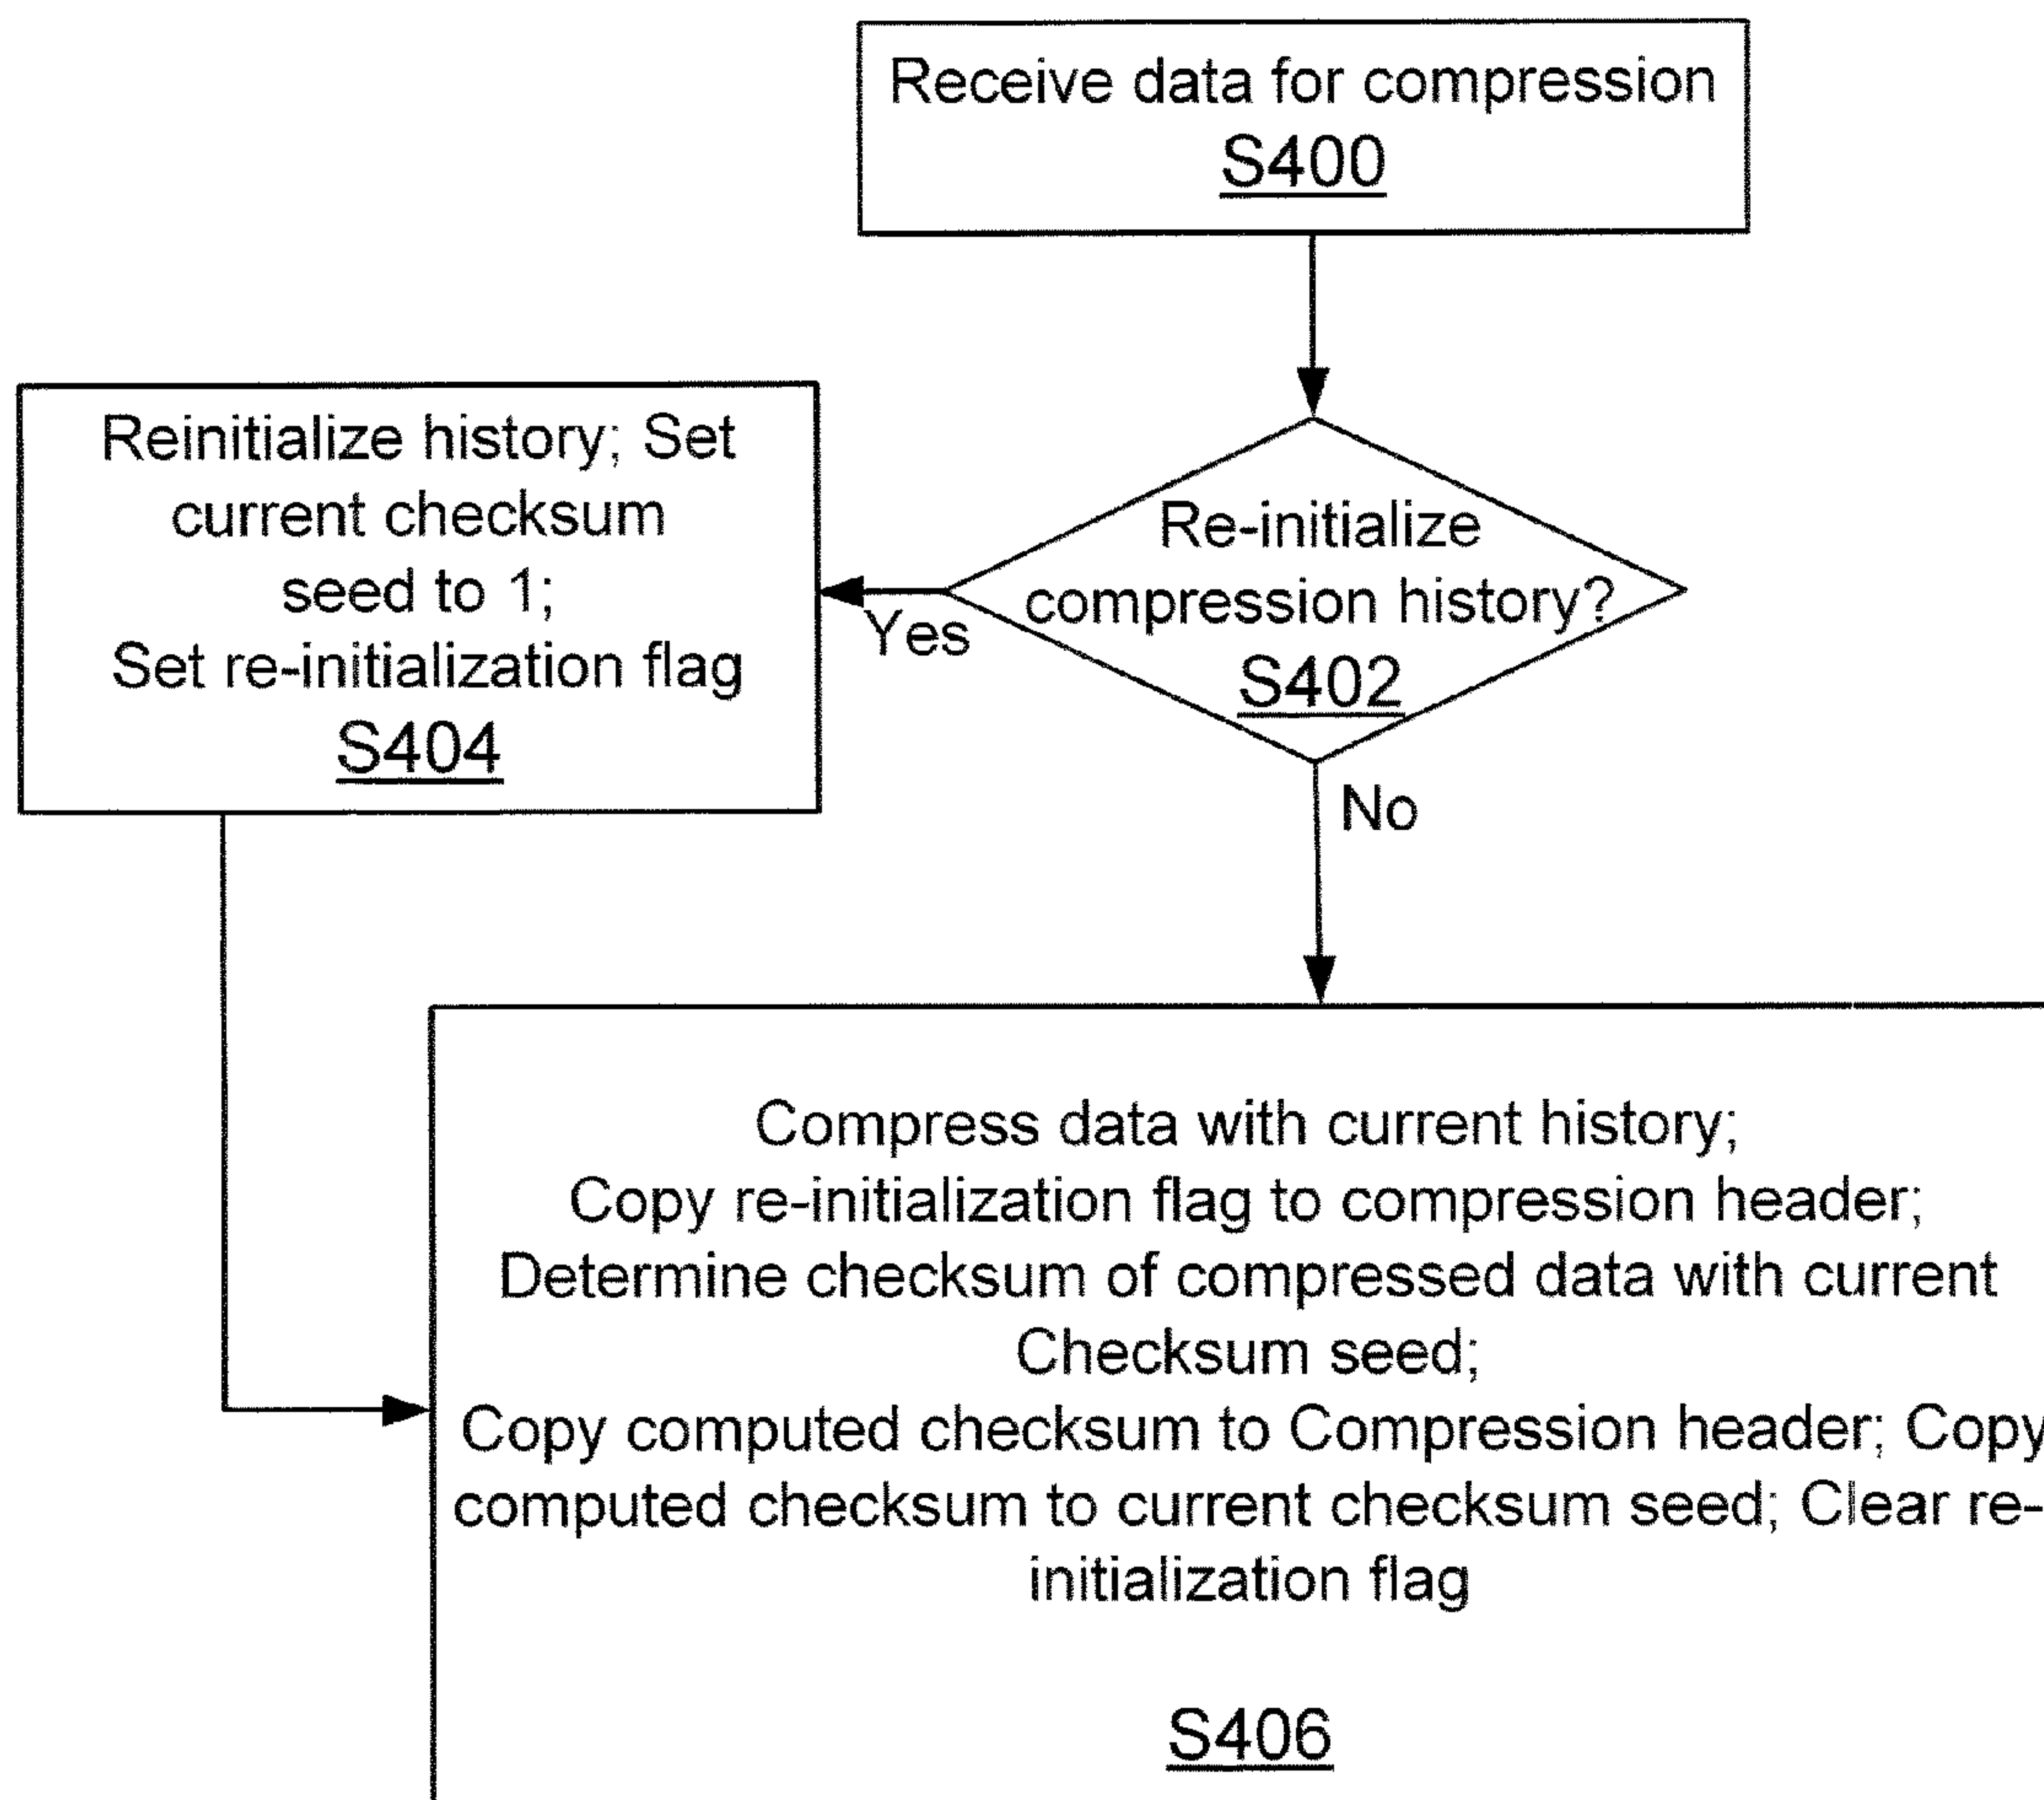 Receive data for compression
S400
Re-initialize
compression history?
S402
Yes
No
Reinitialize history; Set
current checksum
seed to 1;
Set re-initialization flag
S404
Compress data with current history;
Copy re-initialization flag to compression header;
Determine checksum of compressed data with current
Checksum seed;
Copy computed checksum to Compression header; Copy
computed checksum to current checksum seed; Clear re-
initialization flag
S406